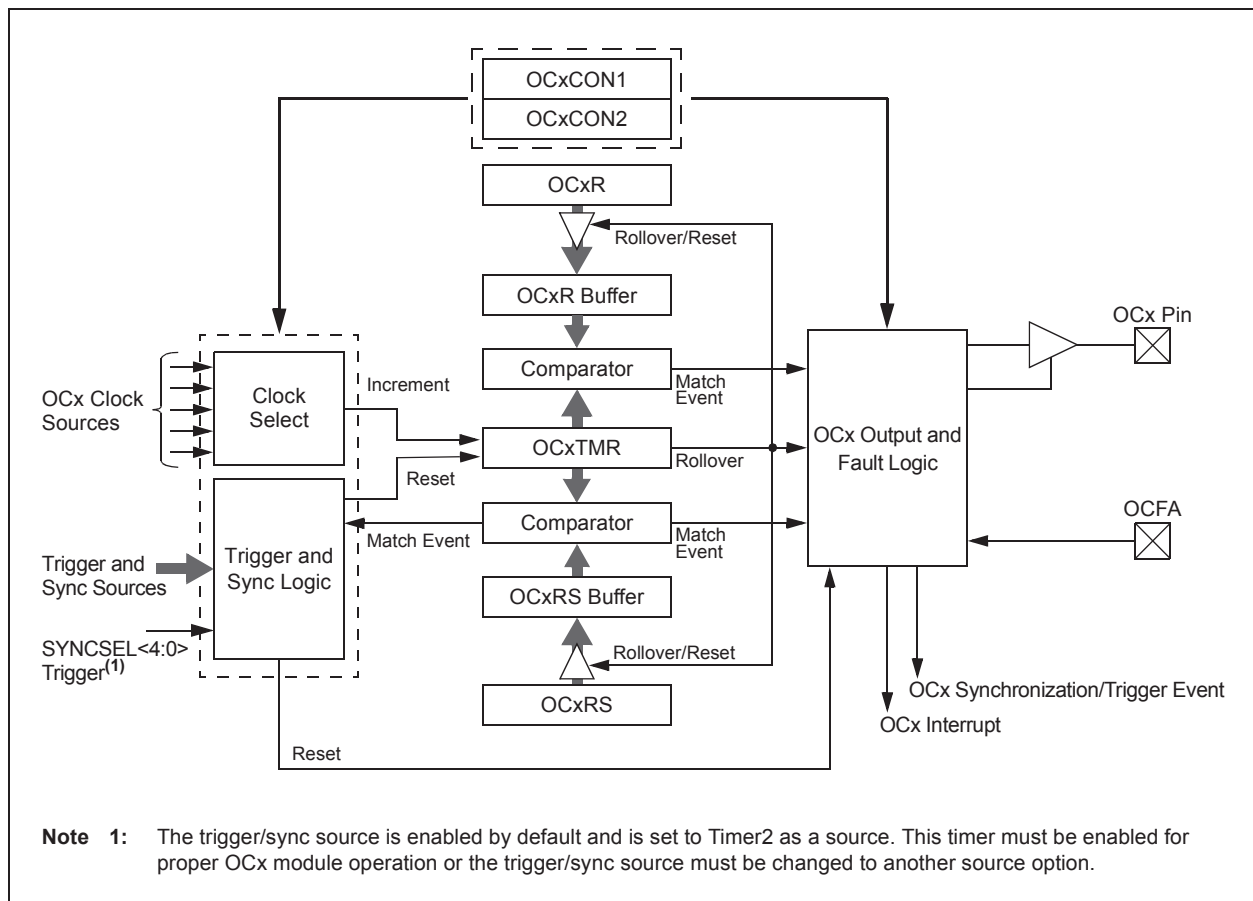 OCxCON1
OCxCON2
OCxR
Rollover/Reset
OCxR Buffer
OCx Pin
Comparator
Increment
Match
Event
Clock
Select
OCx Clock
Sources
OCxTMR
Rollover
OCx Output and
Fault Logic
Reset
OCFA
Comparator
Match Event
Match
Event
Trigger and
Sync Logic
Trigger and
Sync Sources
OCxRS Buffer
SYNCSEL<4:0>
Trigger(1)
Rollover/Reset
OCxRS
OCx Synchronization/Trigger Event
OCx Interrupt
Reset
Note 1: The trigger/sync source is enabled by default and is set to Timer2 as a source. This timer must be enabled for
proper OCx module operation or the trigger/sync source must be changed to another source option.